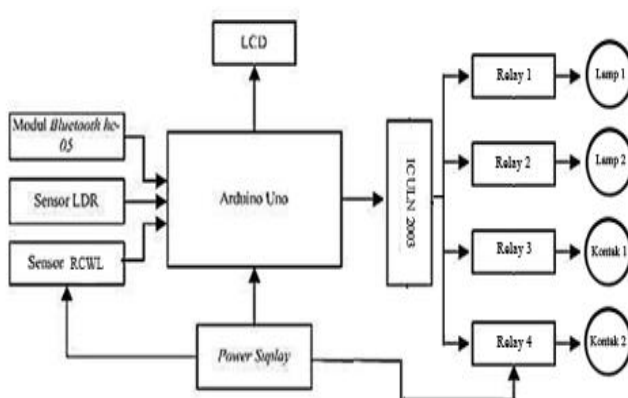 LCD
Modul Bluetooth hc-
05
Sensor LDR
Sensor RCWL
Arduino Uno
Power Suplay
IC ULN 2003
Relay 1
Relay 2
Relay 3
Relay 4
Lamp 1
Lamp 2
Kontak 1
Kontak 2